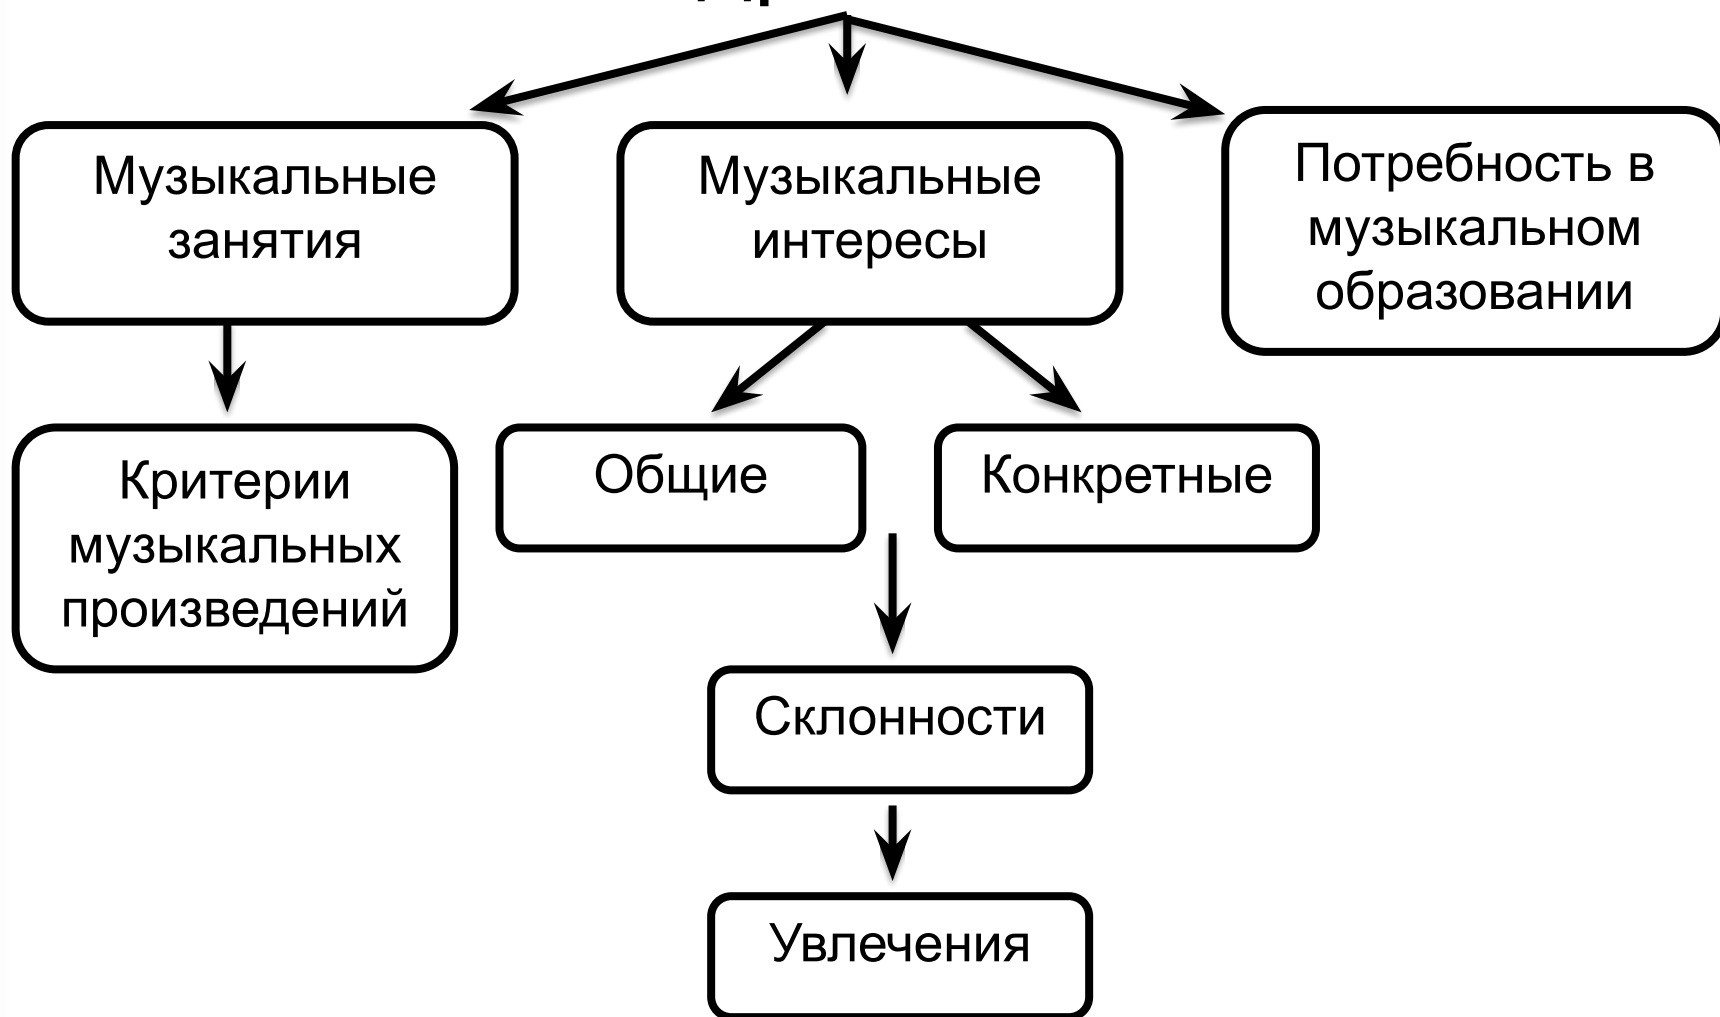 Музыкальные
занятия
Музыкальные
интересы
Потребность в
музыкальном
образовании
Критерии
музыкальных
произведений
Общие
Конкретные
Склонности
Увлечения